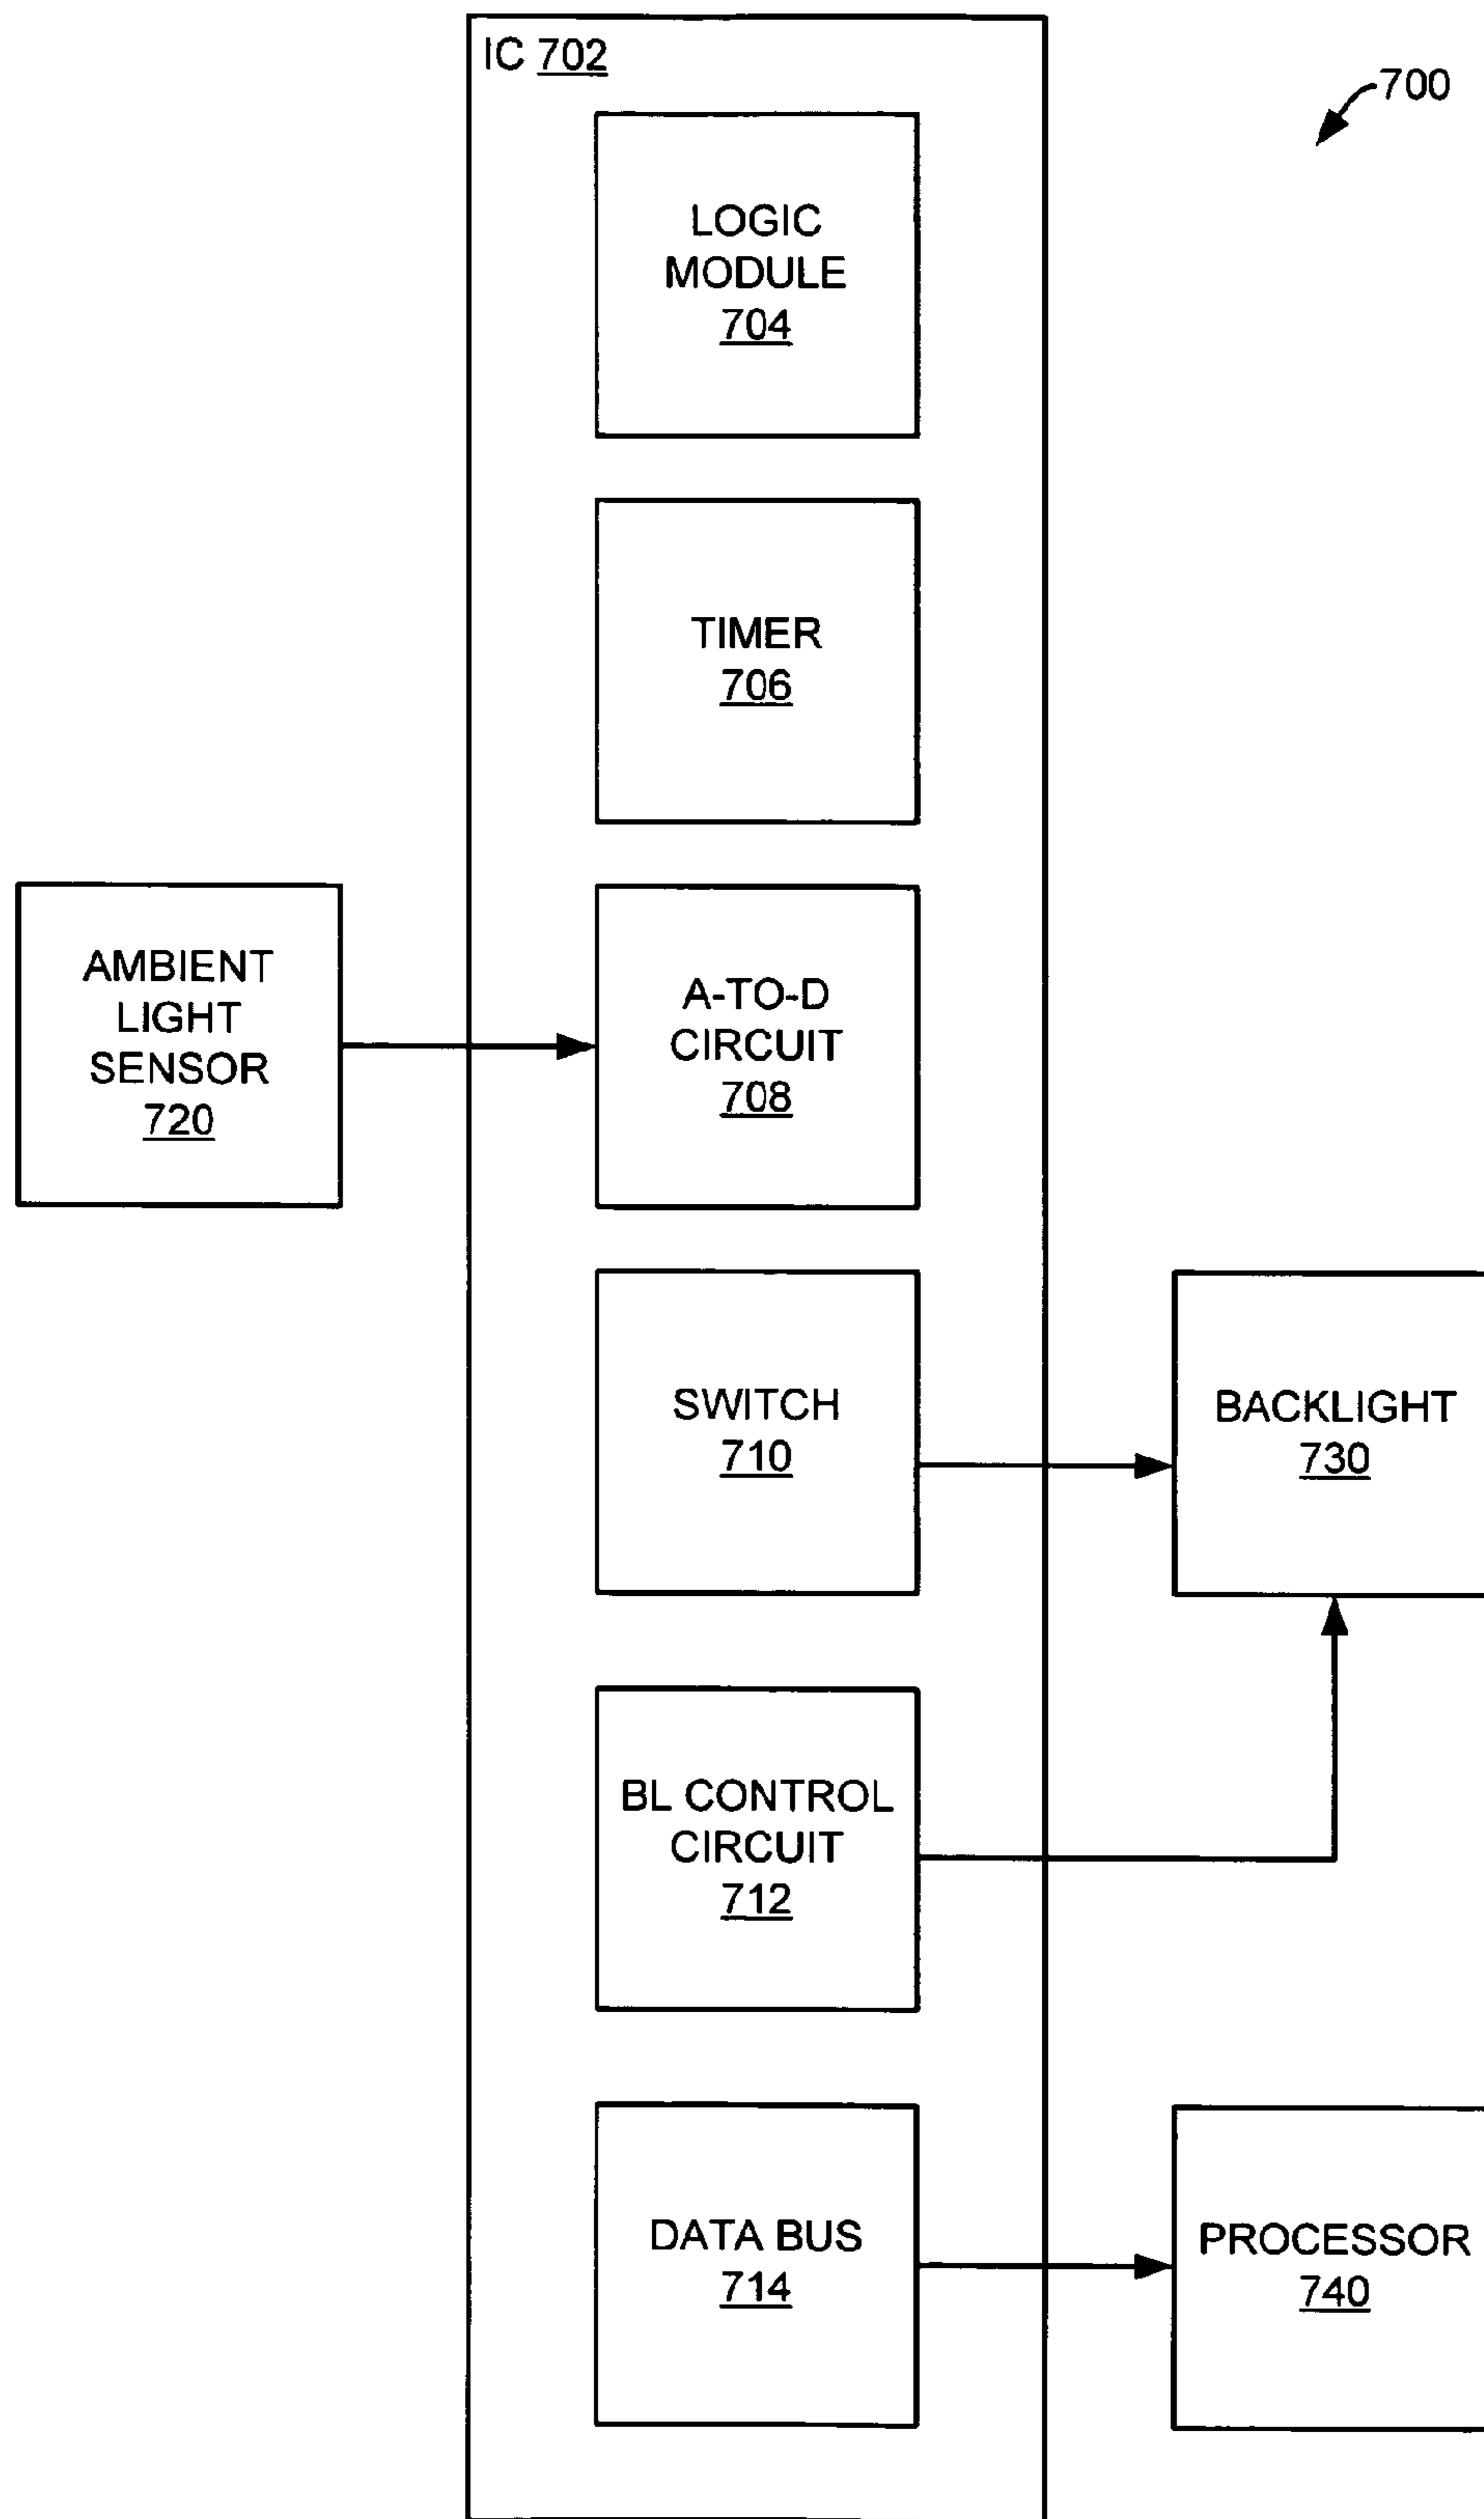 IC 702
700
LOGIC
MODULE
704
TIMER
706
AMBIENT
LIGHT
SENSOR
720
A-TO-D
CIRCUIT
708
SWITCH
710
BACKLIGHT
730
BL CONTROL
CIRCUIT
712
DATA BUS
714
PROCESSOR
740